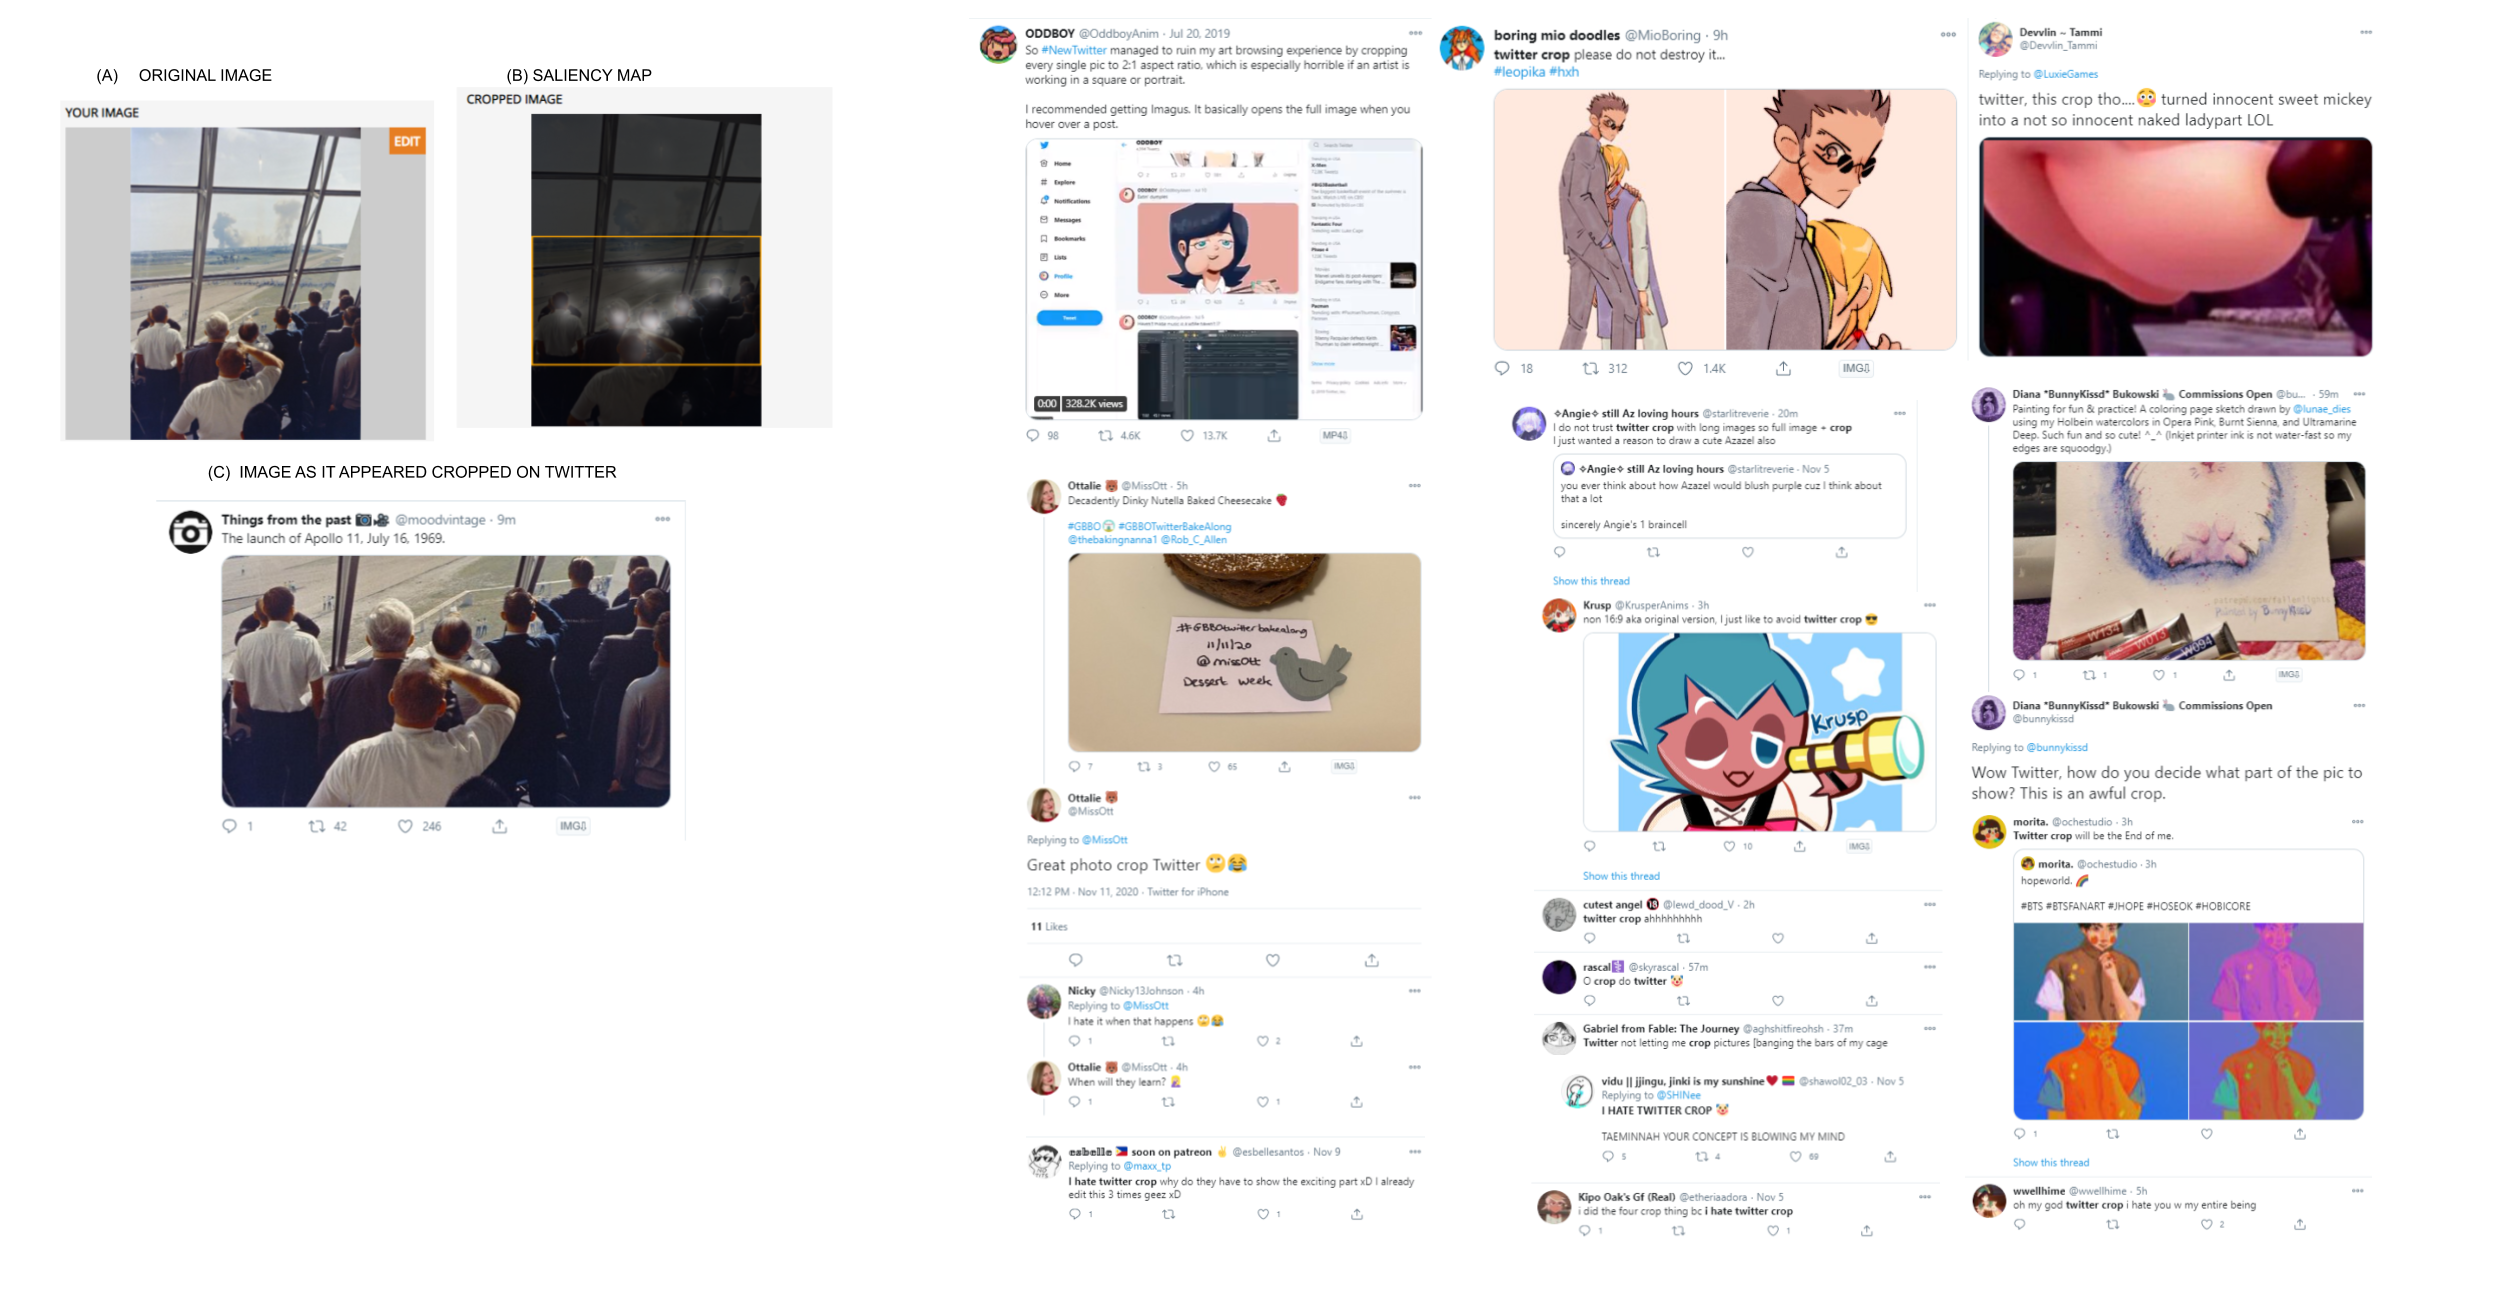 (A) ORIGINAL IMAGE
(B) SALIENCY MAP
YOUR IMAGE
EDIT
CROPPED IMAGE
(C) IMAGE AS IT APPEARED CROPPED ON TWITTER
Things from the past 📷🎥 @moodvintage · 9m
The launch of Apollo 11, July 16, 1969.
1 42 246 IMG
ODDBOY @OddboyAnim · Jul 20, 2019
So #NewTwitter managed to ruin my art browsing experience by cropping
every single pic to 2:1 aspect ratio, which is especially horrible if an artist is
working in a square or portrait.
I recommended getting Imagus. It basically opens the full image when you
hover over a post.
ODDBOY
Home
Explore
Notifications
Messages
Bookmarks
Lists
Profile
More
Tweet
0:00 328.2K views
98 4.6K 13.7K MP4
Ottalie 🐻 @MissOtt · 5h
Decadently Dinky Nutella Baked Cheesecake 🍓
#GBBO #GBBOTwitterBakeAlong
@thebakingnanna1 @Rob_C_Allen
#GBBOtwitterbakealong
11/11/20
@missOtt
Dessert week
7 3 65 IMG
Ottalie 🐻
@MissOtt
Replying to @MissOtt
Great photo crop Twitter 🙄😂
12:12 PM · Nov 11, 2020 · Twitter for iPhone
11 Likes
Nicky @Nicky13Johnson · 4h
Replying to @MissOtt
I hate it when that happens 🙄😂
1 2
Ottalie 🐻 @MissOtt · 4h
When will they learn?
1 1
esbelle 🇵🇭 soon on patreon ✌ @esbellesantos · Nov 9
Replying to @maxx_tp
I hate twitter crop why do they have to show the exciting part xD I already
edit this 3 times geez xD
1 1
boring mio doodles @MioBoring · 9h
twitter crop please do not destroy it...
#leopika #hxh
18 312 1.4K IMG
✧Angie✧ still Az loving hours @starlitreverie · 20m
I do not trust twitter crop with long images so full image + crop
I just wanted a reason to draw a cute Azazel also
✧Angie✧ still Az loving hours @starlitreverie · Nov 5
you ever think about how Azazel would blush purple cuz I think about
that a lot
sincerely Angie's 1 braincell
Show this thread
Krusp @KrusperAnims · 3h
non 16:9 aka original version, I just like to avoid twitter crop 😎
Krusp
10 IMG
Show this thread
cutest angel 🔞 @lewd_dood_V · 2h
twitter crop ahhhhhhhhh
rascal @skyrascal · 57m
O crop do twitter 🤡
Gabriel from Fable: The Journey @aghshitfireohsh · 37m
Twitter not letting me crop pictures [banging the bars of my cage
vidu || jjingu, jinki is my sunshine❤️ 🏳️‍🌈 @shawol02_03 · Nov 5
Replying to @SHINee
I HATE TWITTER CROP 🤡
TAEMINNAH YOUR CONCEPT IS BLOWING MY MIND
5 4 69
Kipo Oak's Gf (Real) @etheriaadora · Nov 5
i did the four crop thing bc i hate twitter crop
1 1
Devvlin ~ Tammi
@Devvlin_Tammi
Replying to @LuxieGames
twitter, this crop tho....😳 turned innocent sweet mickey
into a not so innocent naked ladypart LOL
Diana *BunnyKissd* Bukowski 🐇 Commissions Open @bu... · 59m
Painting for fun & practice! A coloring page sketch drawn by @lunae_dies
using my Holbein watercolors in Opera Pink, Burnt Sienna, and Ultramarine
Deep. Such fun and so cute! ^_^ (Inkjet printer ink is not water-fast so my
edges are squoodgy.)
Painted by BunnyKissd
W134
W013
W094
1 1 1 IMG
Diana *BunnyKissd* Bukowski 🐇 Commissions Open
@bunnykissd
Replying to @bunnykissd
Wow Twitter, how do you decide what part of the pic to
show? This is an awful crop.
morita. @ochestudio · 3h
Twitter crop will be the End of me.
morita. @ochestudio · 3h
hopeworld. 🌈
#BTS #BTSFANART #JHOPE #HOSEOK #HOBICORE
1
Show this thread
wwellhime @wwellhime · 5h
oh my god twitter crop i hate you w my entire being
2